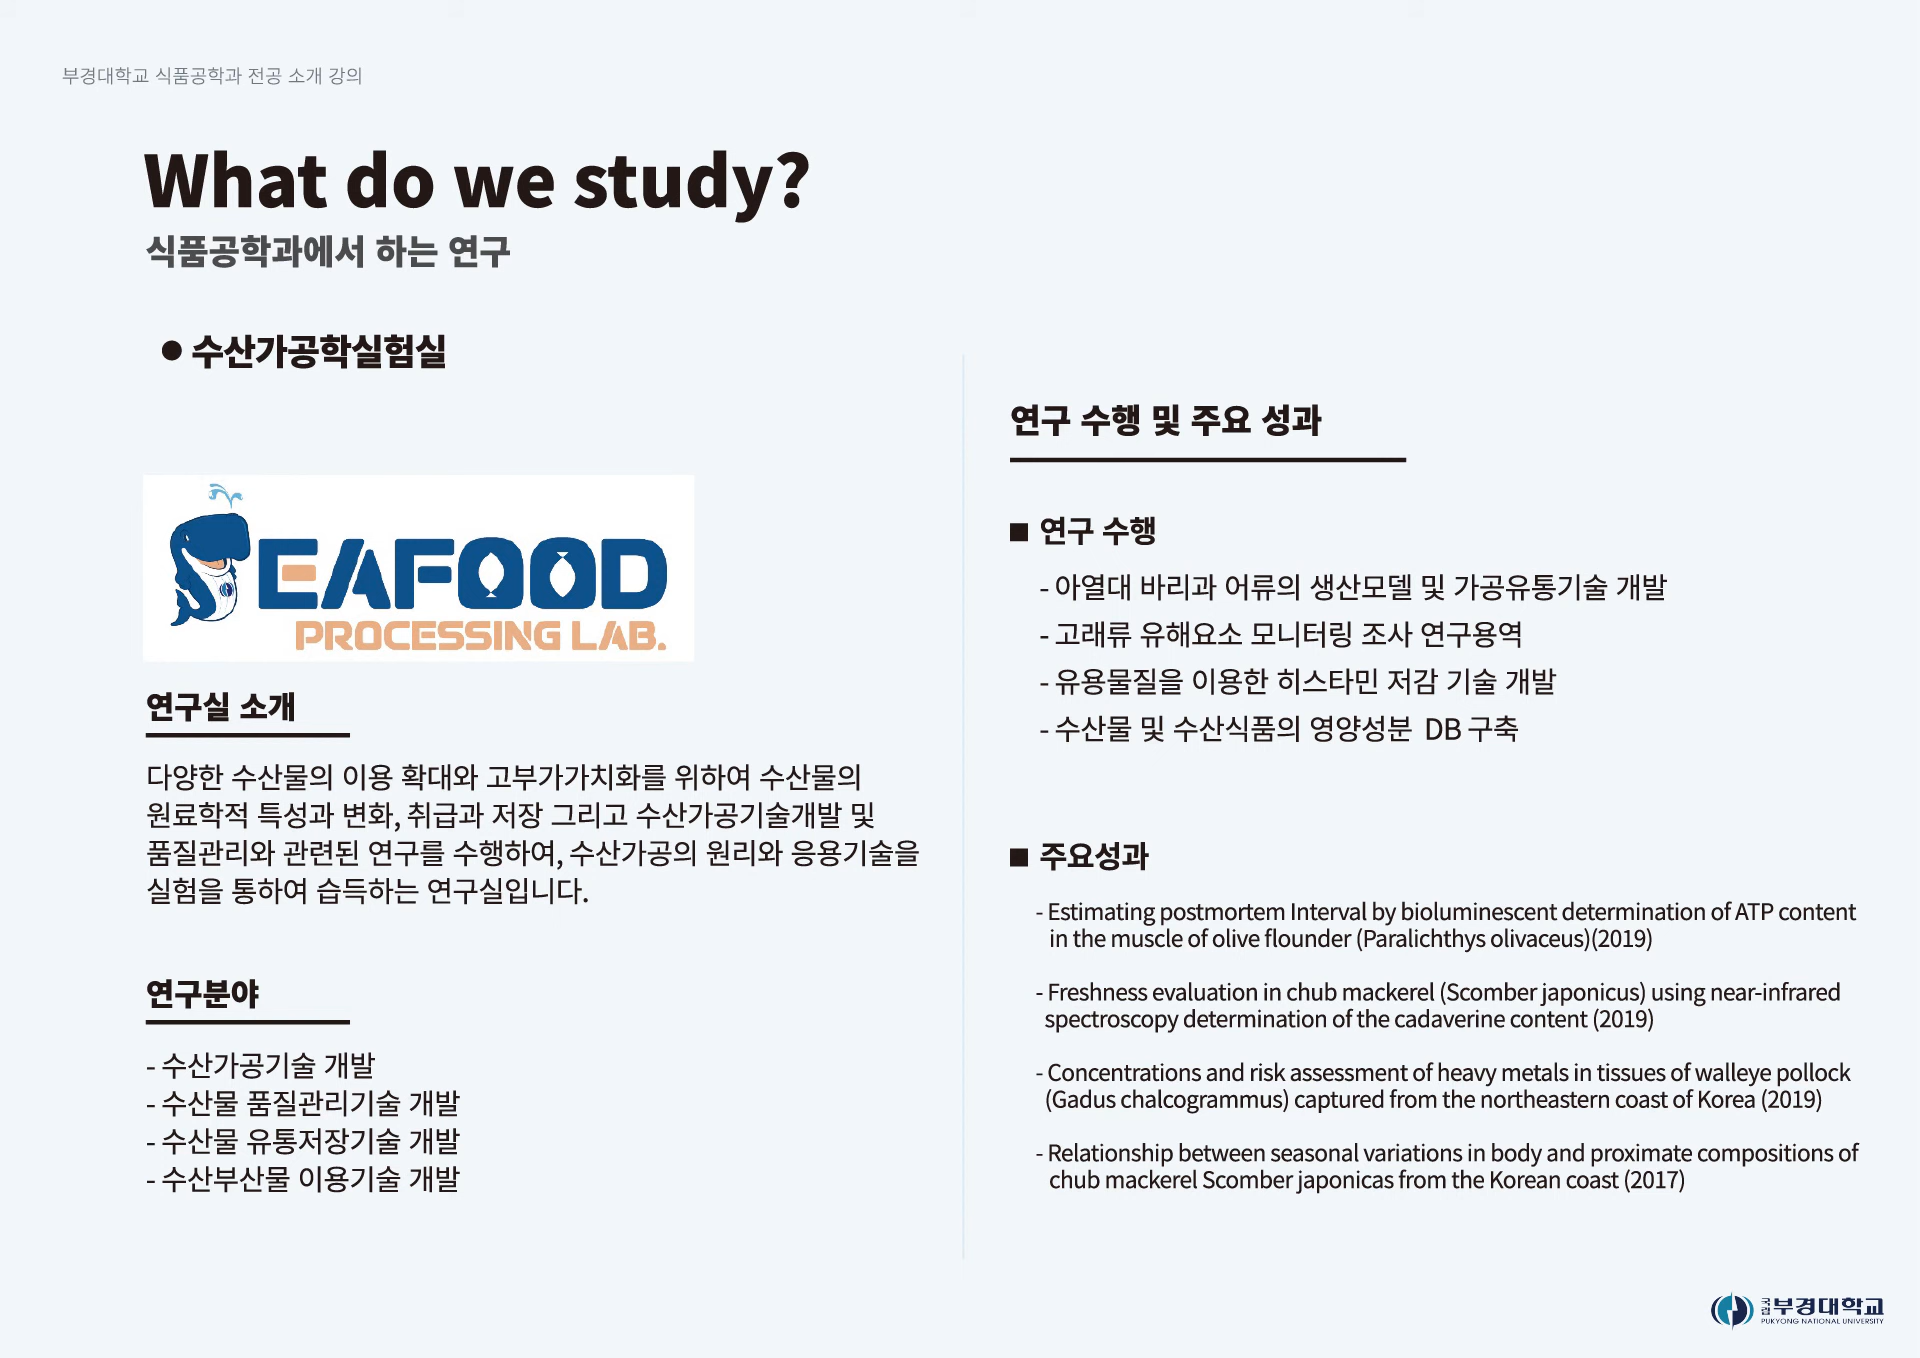 부경대학교 식품공학과 전공 소개 강의
What do we study?
식품공학과에서 하는 연구
● 수산가공학실험실
SEAFOOD
PROCESSING LAB.
연구실 소개
다양한 수산물의 이용 확대와 고부가가치화를 위하여 수산물의
원료학적 특성과 변화, 취급과 저장 그리고 수산가공기술개발 및
품질관리와 관련된 연구를 수행하여, 수산가공의 원리와 응용기술을
실험을 통하여 습득하는 연구실입니다.
연구분야
- 수산가공기술 개발
- 수산물 품질관리기술 개발
- 수산물 유통저장기술 개발
- 수산부산물 이용기술 개발
연구 수행 및 주요 성과
■ 연구 수행
- 아열대 바리과 어류의 생산모델 및 가공유통기술 개발
- 고래류 유해요소 모니터링 조사 연구용역
- 유용물질을 이용한 히스타민 저감 기술 개발
- 수산물 및 수산식품의 영양성분 DB 구축
■ 주요성과
- Estimating postmortem Interval by bioluminescent determination of ATP content
in the muscle of olive flounder (Paralichthys olivaceus)(2019)
- Freshness evaluation in chub mackerel (Scomber japonicus) using near-infrared
spectroscopy determination of the cadaverine content (2019)
- Concentrations and risk assessment of heavy metals in tissues of walleye pollock
(Gadus chalcogrammus) captured from the northeastern coast of Korea (2019)
- Relationship between seasonal variations in body and proximate compositions of
chub mackerel Scomber japonicas from the Korean coast (2017)
국립 부경대학교
PUKYONG NATIONAL UNIVERSITY